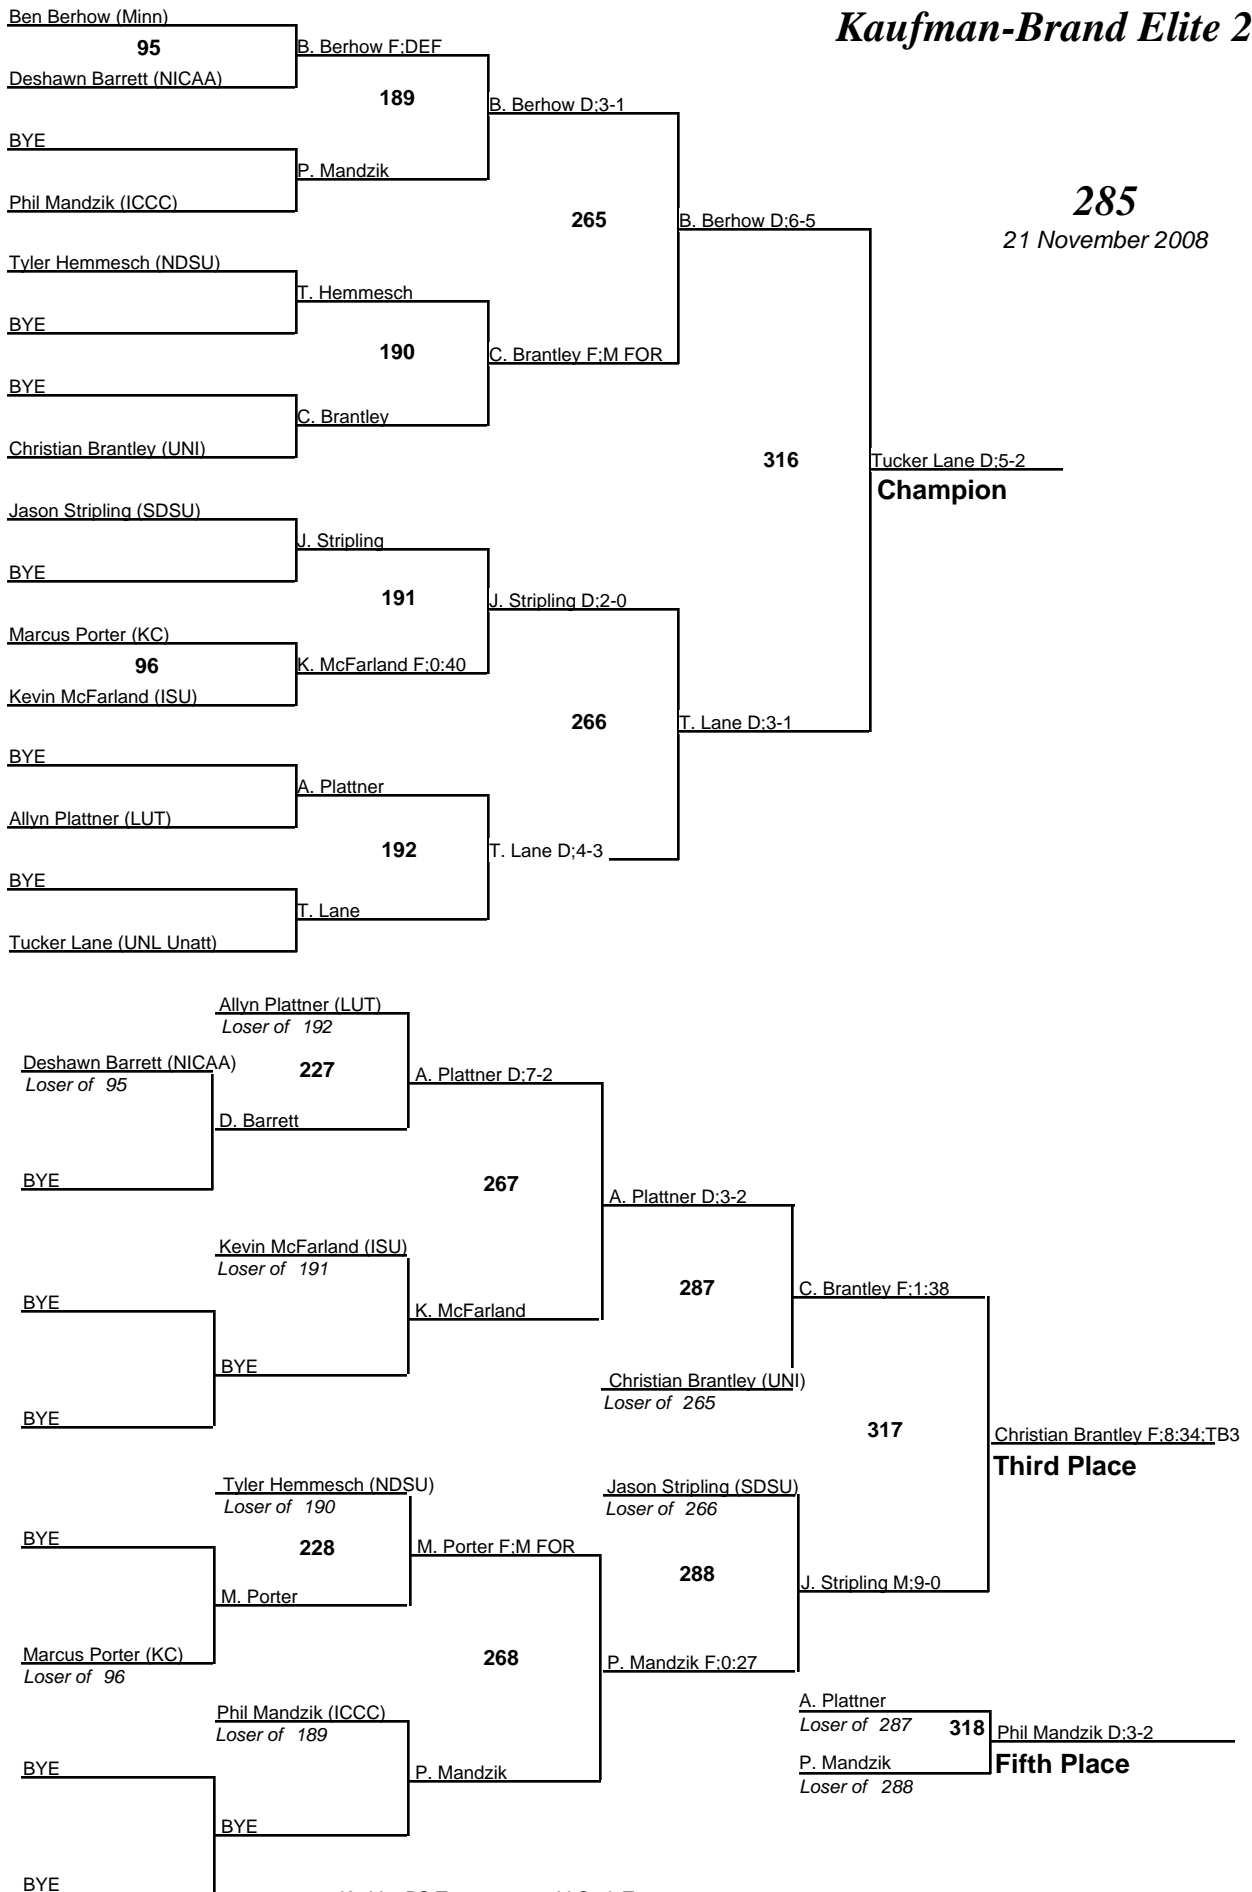 Kaufman-Brand Elite 2
285
21 November 2008
Ben Berhow (Minn)
95
B. Berhow F;DEF
Deshawn Barrett (NICAA)
189
B. Berhow D;3-1
BYE
P. Mandzik
Phil Mandzik (ICCC)
265
B. Berhow D;6-5
Tyler Hemmesch (NDSU)
T. Hemmesch
BYE
190
C. Brantley F;M FOR
BYE
C. Brantley
Christian Brantley (UNI)
316
Tucker Lane D;5-2
Champion
Jason Stripling (SDSU)
J. Stripling
BYE
191
J. Stripling D;2-0
Marcus Porter (KC)
96
K. McFarland F;0:40
Kevin McFarland (ISU)
266
T. Lane D;3-1
BYE
A. Plattner
Allyn Plattner (LUT)
192
T. Lane D;4-3
BYE
T. Lane
Tucker Lane (UNL Unatt)
Allyn Plattner (LUT)
Loser of 192
Deshawn Barrett (NICAA)
Loser of 95
227
A. Plattner D;7-2
D. Barrett
BYE
267
A. Plattner D;3-2
Kevin McFarland (ISU)
Loser of 191
BYE
K. McFarland
287
C. Brantley F;1:38
BYE
Christian Brantley (UNI)
Loser of 265
BYE
317
Christian Brantley F;8:34;TB3
Third Place
Tyler Hemmesch (NDSU)
Loser of 190
Jason Stripling (SDSU)
Loser of 266
BYE
228
M. Porter F;M FOR
288
J. Stripling M;9-0
M. Porter
Marcus Porter (KC)
Loser of 96
268
P. Mandzik F;0:27
Phil Mandzik (ICCC)
Loser of 189
A. Plattner
Loser of 287
318
Phil Mandzik D;3-2
Fifth Place
P. Mandzik
Loser of 288
BYE
P. Mandzik
BYE
BYE